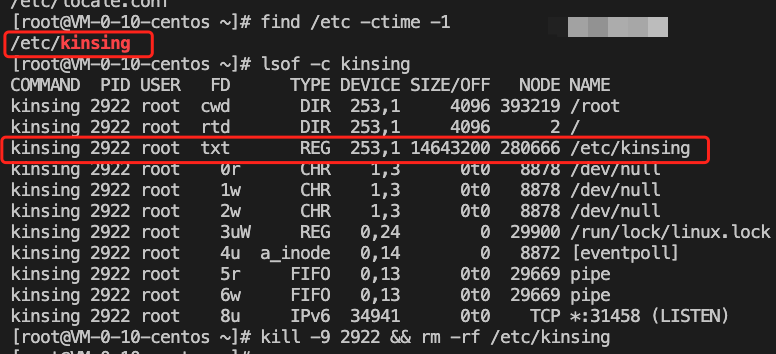 /etc/locale.conf
[root@VM-0-10-centos ~]# find /etc -ctime -1
/etc/kinsing
[root@VM-0-10-centos ~]# lsof -c kinsing
COMMAND  PID USER   FD      TYPE DEVICE SIZE/OFF   NODE NAME
kinsing 2922 root  cwd       DIR  253,1     4096 393219 /root
kinsing 2922 root  rtd       DIR  253,1     4096      2 /
kinsing 2922 root  txt       REG  253,1 14643200 280666 /etc/kinsing
kinsing 2922 root    0r      CHR    1,3      0t0   8878 /dev/null
kinsing 2922 root    1w      CHR    1,3      0t0   8878 /dev/null
kinsing 2922 root    2w      CHR    1,3      0t0   8878 /dev/null
kinsing 2922 root    3uW     REG   0,24        0  29900 /run/lock/linux.lock
kinsing 2922 root    4u  a_inode   0,14        0   8872 [eventpoll]
kinsing 2922 root    5r     FIFO   0,13      0t0  29669 pipe
kinsing 2922 root    6w     FIFO   0,13      0t0  29669 pipe
kinsing 2922 root    8u     IPv6  34941      0t0    TCP *:31458 (LISTEN)
[root@VM-0-10-centos ~]# kill -9 2922 && rm -rf /etc/kinsing